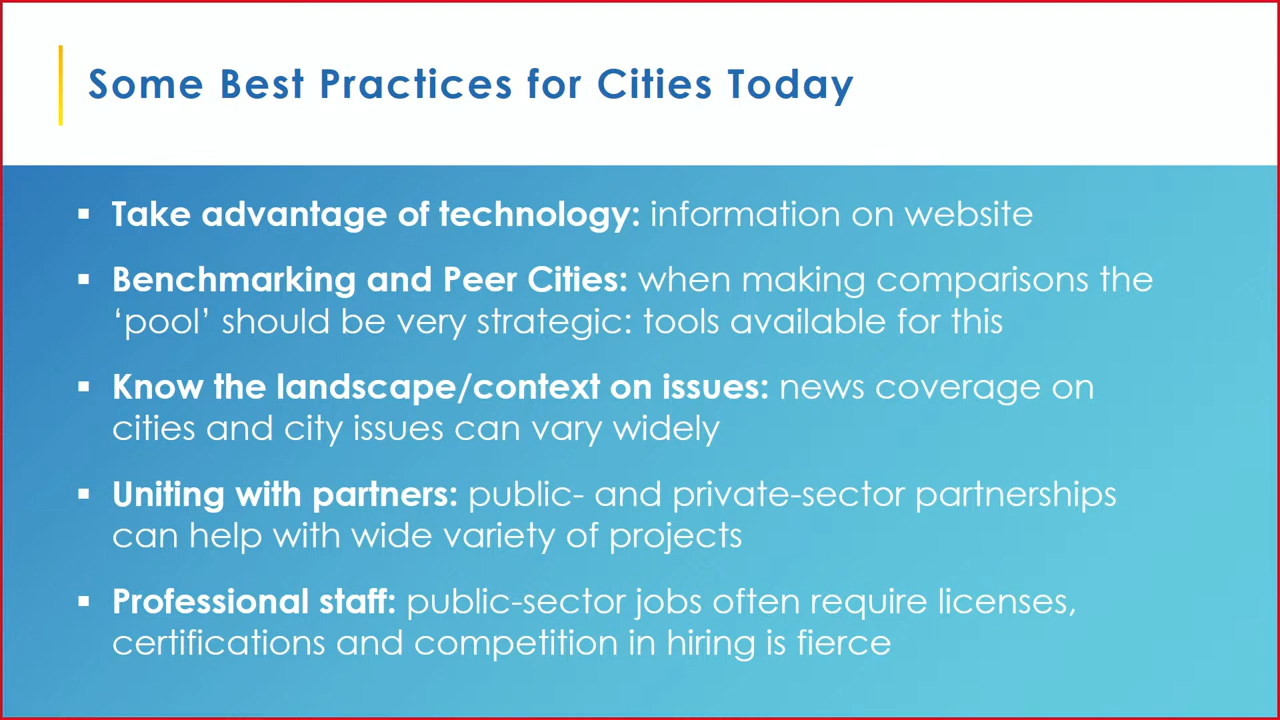 Some Best Practices for Cities Today
▪ Take advantage of technology: information on website
▪ Benchmarking and Peer Cities: when making comparisons the
‘pool’ should be very strategic: tools available for this
▪ Know the landscape/context on issues: news coverage on
cities and city issues can vary widely
▪ Uniting with partners: public- and private-sector partnerships
can help with wide variety of projects
▪ Professional staff: public-sector jobs often require licenses,
certifications and competition in hiring is fierce